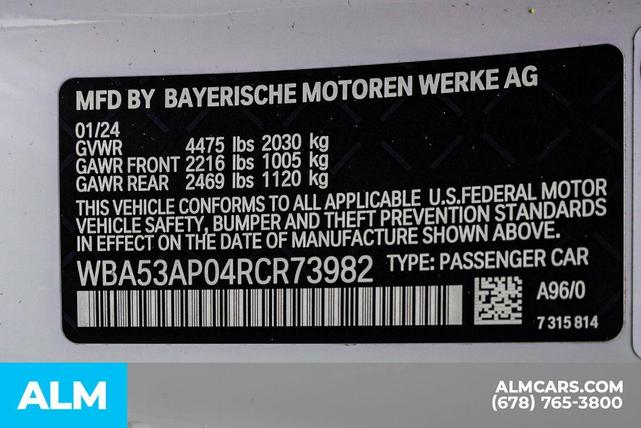 MFD BY BAYERISCHE MOTOREN WERKE AG
01/24
GVWR 4475 lbs 2030 kg
GAWR FRONT 2216 lbs 1005 kg
GAWR REAR 2469 lbs 1120 kg
THIS VEHICLE CONFORMS TO ALL APPLICABLE U.S.FEDERAL MOTOR
VEHICLE SAFETY, BUMPER AND THEFT PREVENTION STANDARDS
IN EFFECT ON THE DATE OF MANUFACTURE SHOWN ABOVE.
WBA53AP04RCR73982 TYPE: PASSENGER CAR
A96/0
7 315 814
ALM
ALMCARS.COM
(678) 765-3800